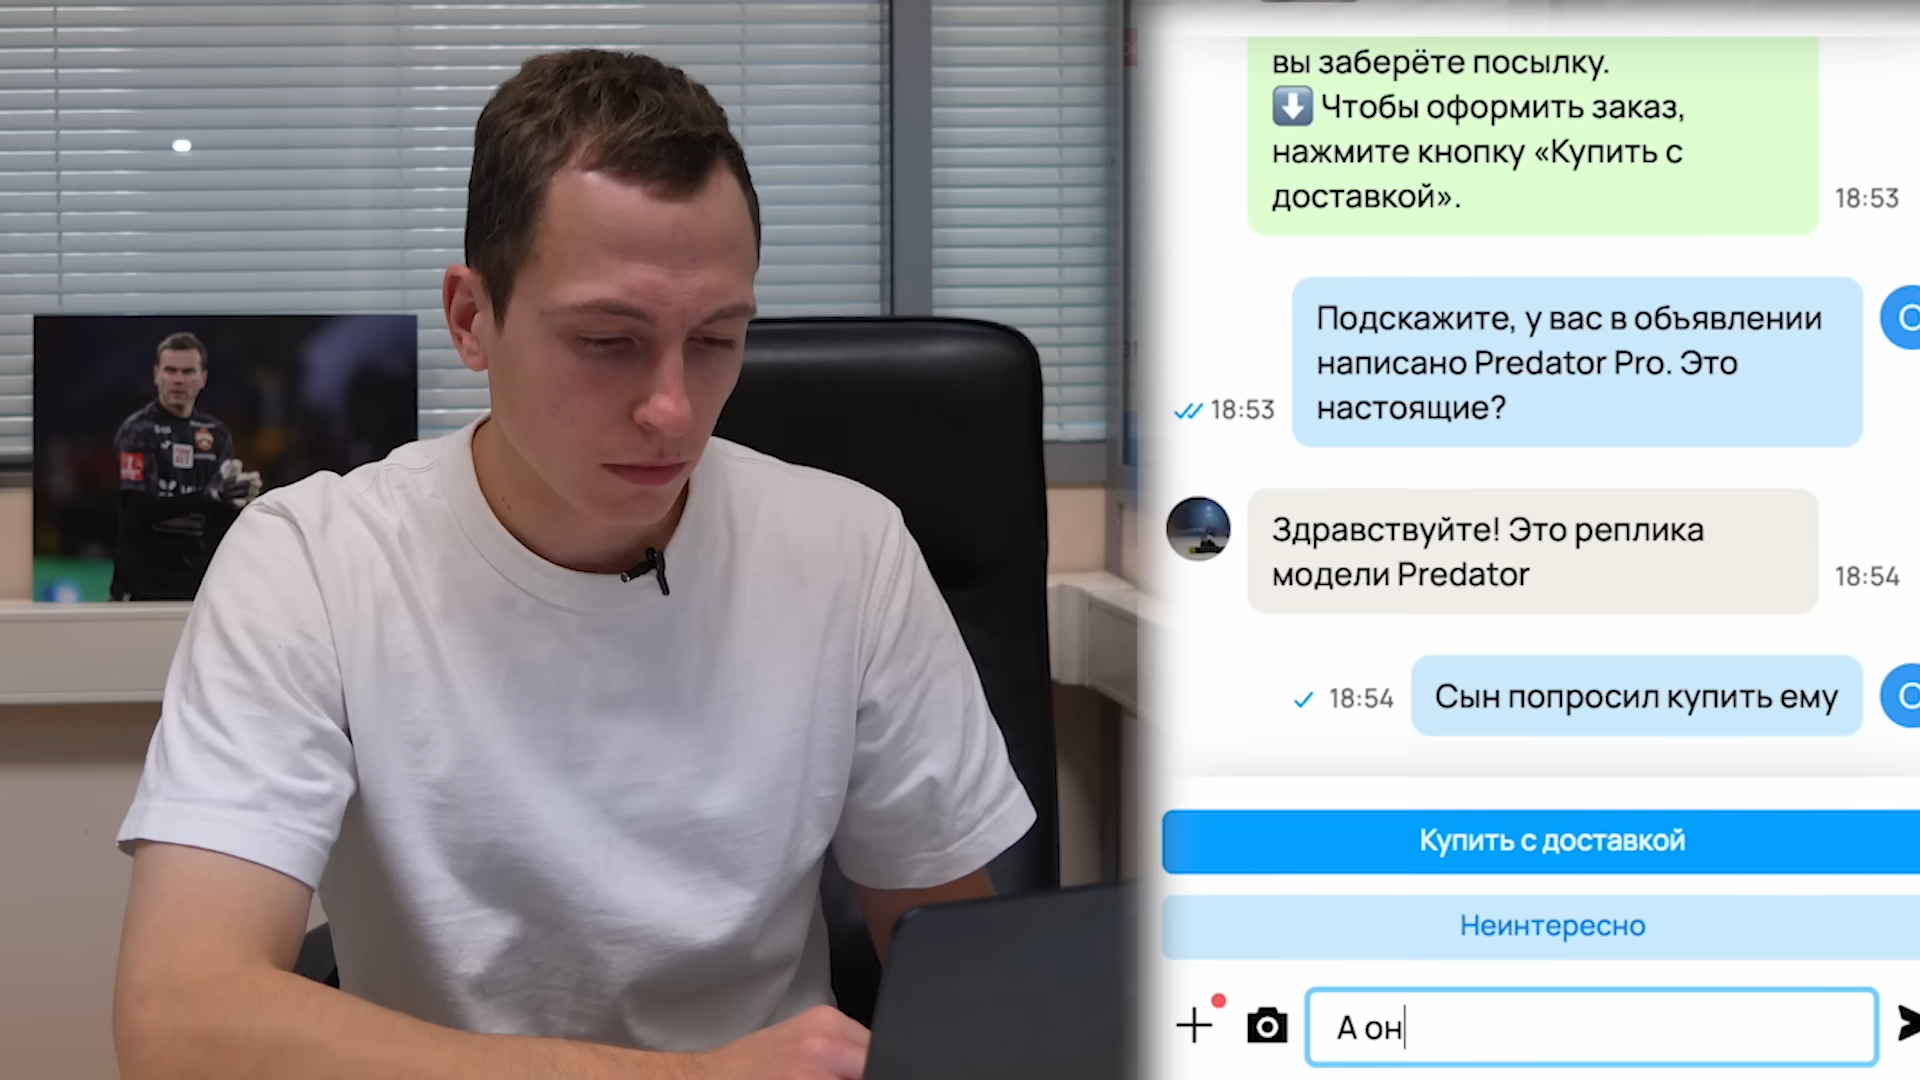 вы заберёте посылку.
⬇️ Чтобы оформить заказ,
нажмите кнопку «Купить с
доставкой».
18:53
Подскажите, у вас в объявлении
написано Predator Pro. Это
настоящие?
18:53
Здравствуйте! Это реплика
модели Predator
18:54
18:54
Сын попросил купить ему
Купить с доставкой
Неинтересно
А он